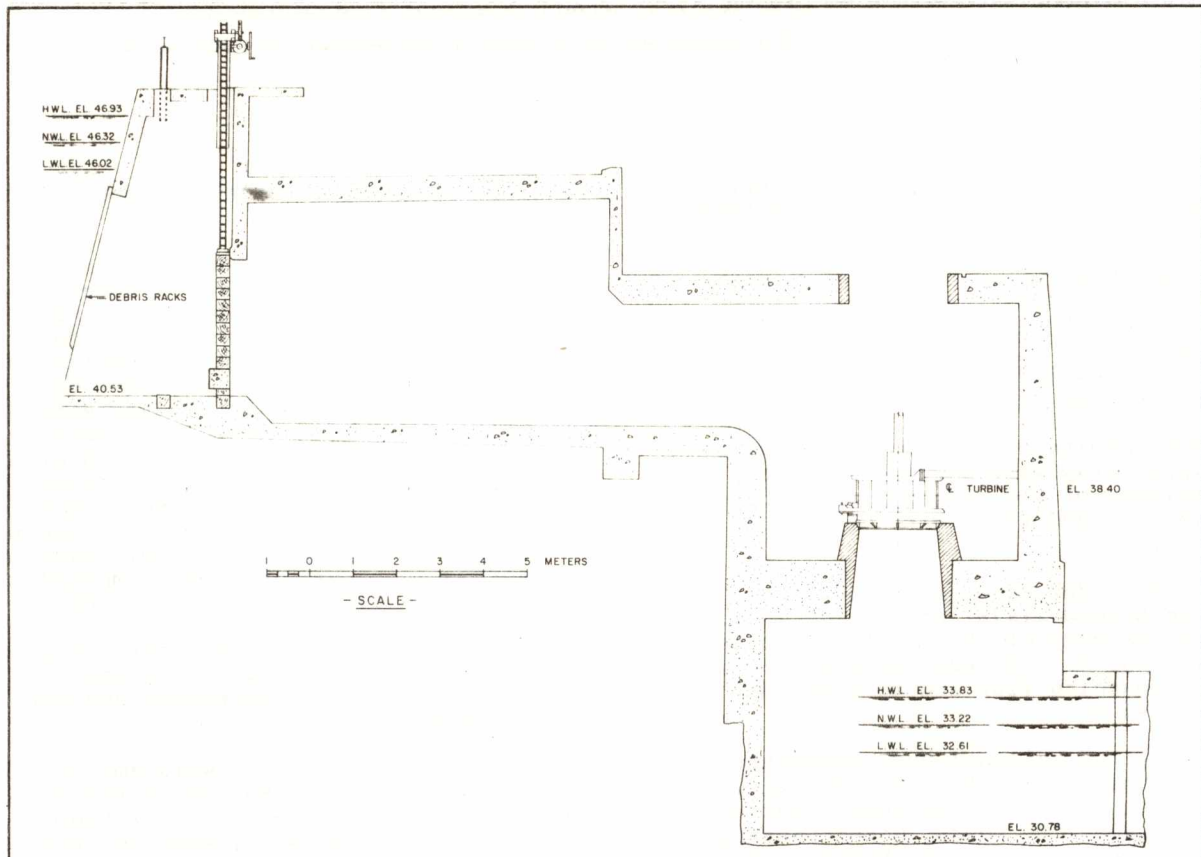 H.W.L. EL. 46.93
N.W.L. EL. 46.32
L.W.L. EL. 46.02
DEBRIS RACKS
EL. 40.53
℄ TURBINE EL. 38.40
1 0 1 2 3 4 5 METERS
- SCALE -
H.W.L. EL. 33.83
N.W.L. EL. 33.22
L.W.L. EL. 32.61
EL. 30.78